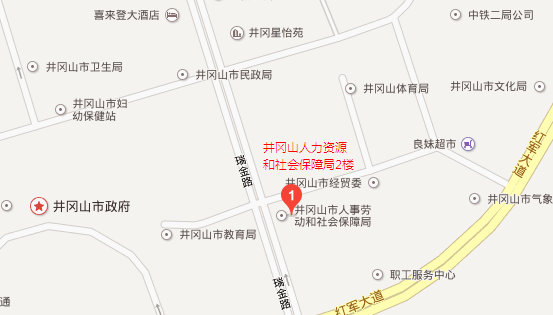 喜来登大酒店
中铁二局公司
井冈星怡苑
井冈山市卫生局
井冈山市民政局
井冈山体育局
井冈山市文化局
井冈山市妇
幼保健站
红军大道
良妹超市
瑞金路
井冈山人力资源
和社会保障局2楼
井冈山市经贸委
1
井冈山市气象
井冈山市政府
井冈山市人事劳
动和社会保障局
井冈山市教育局
职工服务中心
瑞金路
红军大道
通